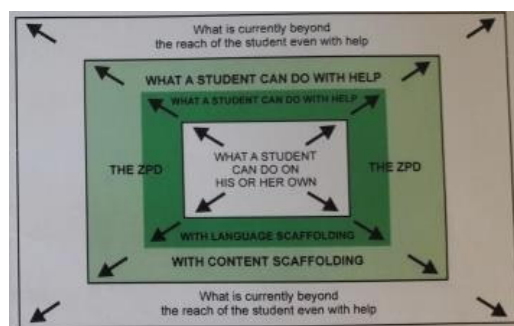 What is currently beyond
the reach of the student even with help
WHAT A STUDENT CAN DO WITH HELP
WHAT A STUDENT CAN DO WITH HELP
THE ZPD
WHAT A STUDENT
CAN DO ON
HIS OR HER OWN
THE ZPD
WITH LANGUAGE SCAFFOLDING
WITH CONTENT SCAFFOLDING
What is currently beyond
the reach of the student even with help